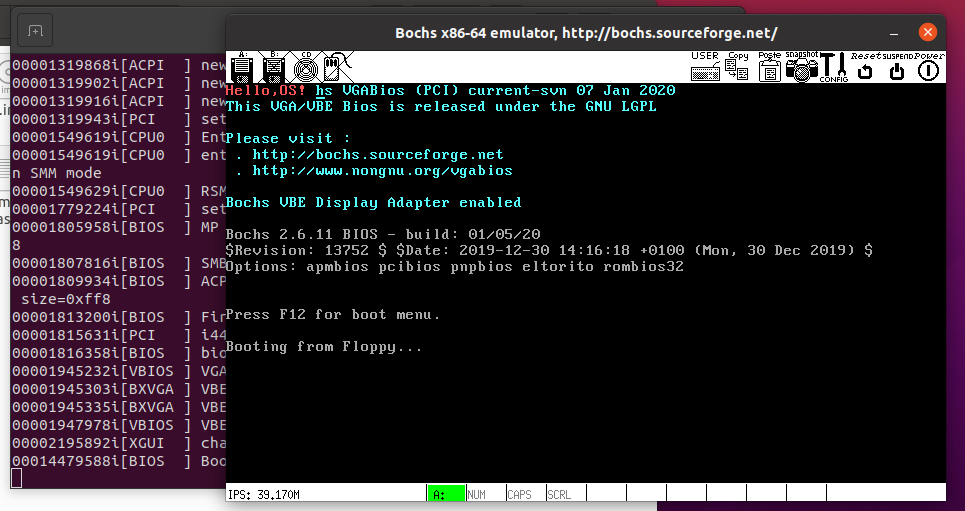 Bochs x86-64 emulator, http://bochs.sourceforge.net/
A: B: CD USER Copy Paste snapshot CONFIG Reset SUSPEND Power
00001319868i[ACPI ] new
00001319902i[ACPI ] new
00001319916i[ACPI ] new
00001319943i[PCI ] set
00001549619i[CPU0 ] Ent
00001549619i[CPU0 ] ent
n SMM mode
00001549629i[CPU0 ] RSM
00001779224i[PCI ] set
00001805958i[BIOS ] MP
8
00001807816i[BIOS ] SMB
00001809934i[BIOS ] ACP
size=0xff8
00001813200i[BIOS ] Fir
00001815631i[PCI ] i44
00001816358i[BIOS ] bio
00001945232i[VBIOS ] VGA
00001945303i[BXVGA ] VBE
00001945335i[BXVGA ] VBE
00001947978i[VBIOS ] VBE
00002195892i[XGUI ] cha
00014479588i[BIOS ] Boo
Hello,OS! hs VGABios (PCI) current-svn 07 Jan 2020
This VGA/VBE Bios is released under the GNU LGPL
Please visit :
. http://bochs.sourceforge.net
. http://www.nongnu.org/vgabios
Bochs VBE Display Adapter enabled
Bochs 2.6.11 BIOS - build: 01/05/20
$Revision: 13752 $ $Date: 2019-12-30 14:16:18 +0100 (Mon, 30 Dec 2019) $
Options: apmbios pcibios pnpbios eltorito rombios32
Press F12 for boot menu.
Booting from Floppy...
IPS: 39.170M A: NUM CAPS SCRL